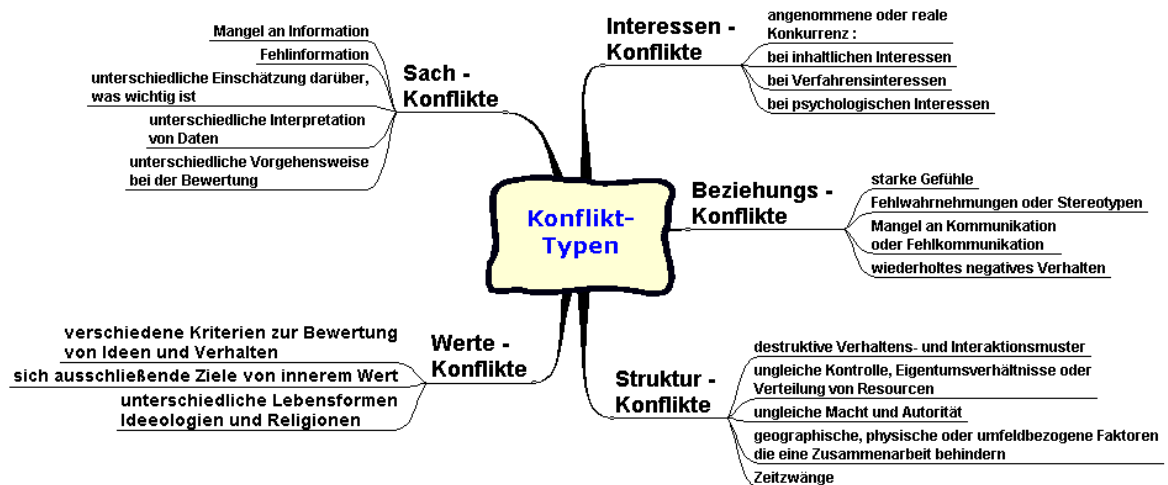 Konflikt-
Typen
Sach -
Konflikte
Mangel an Information
Fehlinformation
unterschiedliche Einschätzung darüber,
was wichtig ist
unterschiedliche Interpretation
von Daten
unterschiedliche Vorgehensweise
bei der Bewertung
Interessen -
Konflikte
angenommene oder reale
Konkurrenz :
bei inhaltlichen Interessen
bei Verfahrensinteressen
bei psychologischen Interessen
Beziehungs -
Konflikte
starke Gefühle
Fehlwahrnehmungen oder Stereotypen
Mangel an Kommunikation
oder Fehlkommunikation
wiederholtes negatives Verhalten
Werte -
Konflikte
verschiedene Kriterien zur Bewertung
von Ideen und Verhalten
sich ausschließende Ziele von innerem Wert
unterschiedliche Lebensformen
Ideeologien und Religionen
Struktur -
Konflikte
destruktive Verhaltens- und Interaktionsmuster
ungleiche Kontrolle, Eigentumsverhältnisse oder
Verteilung von Resourcen
ungleiche Macht und Autorität
geographische, physische oder umfeldbezogene Faktoren
die eine Zusammenarbeit behindern
Zeitzwänge